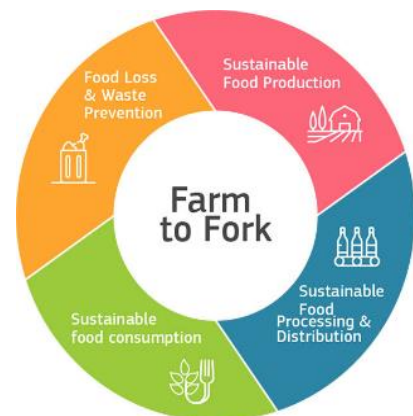 Food Loss
& Waste
Prevention
Sustainable
Food Production
Farm
to Fork
Sustainable
Food
Processing &
Distribution
Sustainable
food consumption